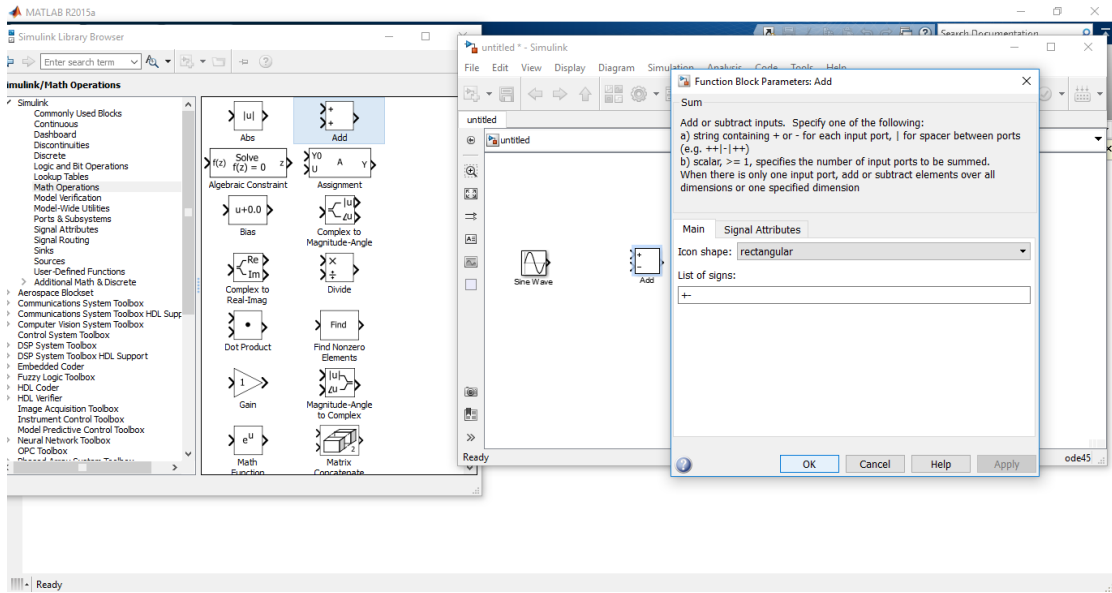 MATLAB R2015a
Simulink Library Browser
Enter search term
imulink/Math Operations
Simulink
Commonly Used Blocks
Continuous
Dashboard
Discontinuities
Discrete
Logic and Bit Operations
Lookup Tables
Math Operations
Model Verification
Model-Wide Utilities
Ports & Subsystems
Signal Attributes
Signal Routing
Sinks
Sources
User-Defined Functions
Additional Math & Discrete
Aerospace Blockset
Communications System Toolbox
Communications System Toolbox HDL Supp
Computer Vision System Toolbox
Control System Toolbox
DSP System Toolbox
DSP System Toolbox HDL Support
Embedded Coder
Fuzzy Logic Toolbox
HDL Coder
HDL Verifier
Image Acquisition Toolbox
Instrument Control Toolbox
Model Predictive Control Toolbox
Neural Network Toolbox
OPC Toolbox
|u|
Abs
+
+
Add
f(z) Solve f(z) = 0 z
Algebraic Constraint
Y0
U A Y
Assignment
u+0.0
Bias
|u|
∠u
Complex to
Magnitude-Angle
Re
Im
Complex to
Real-Imag
×
÷
Divide
Dot Product
Find
Find Nonzero
Elements
1
Gain
|u|
∠u
Magnitude-Angle
to Complex
e^u
Math
Function
2
Matrix
Concatenate
untitled * - Simulink
File Edit View Display Diagram Simulation Analysis Code Tools Help
untitled
untitled
Sine Wave
+
−
Add
Ready
ode45
Search Documentation
Function Block Parameters: Add
Sum
Add or subtract inputs. Specify one of the following:
a) string containing + or - for each input port, | for spacer between ports
(e.g. ++|-|++)
b) scalar, >= 1, specifies the number of input ports to be summed.
When there is only one input port, add or subtract elements over all
dimensions or one specified dimension
Main Signal Attributes
Icon shape: rectangular
List of signs:
+-
OK Cancel Help Apply
Ready